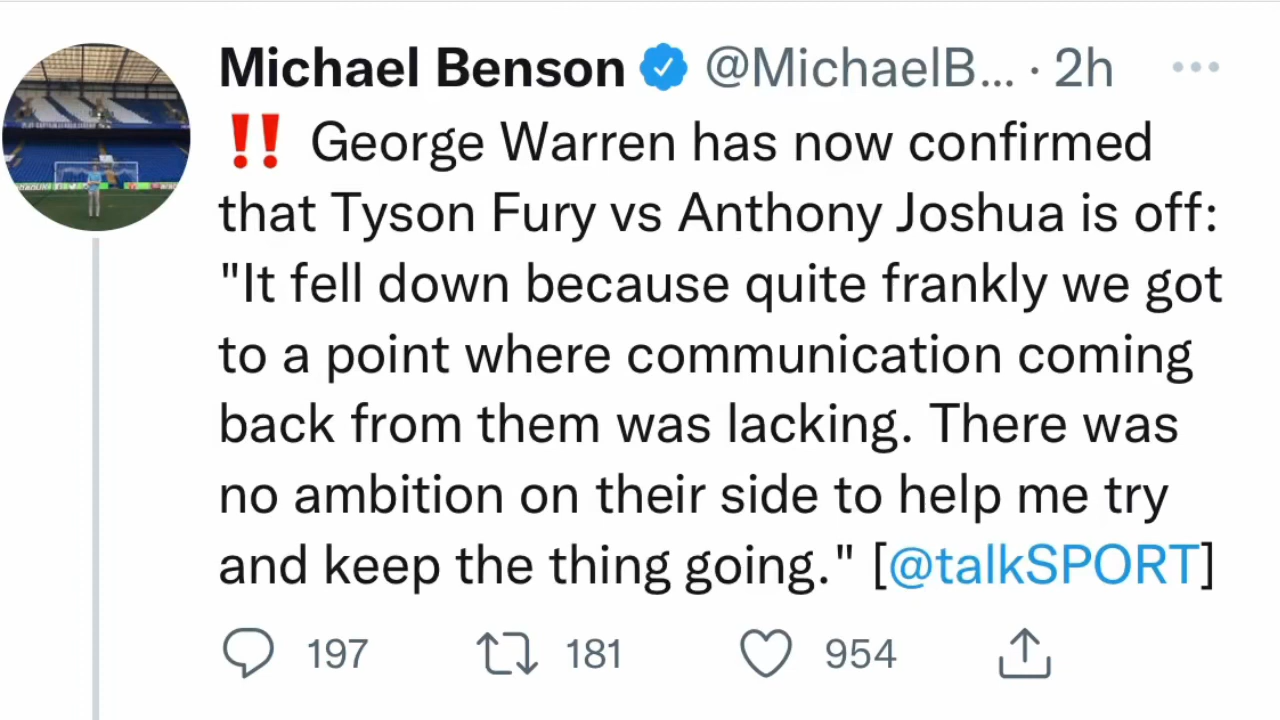 Michael Benson @MichaelB... · 2h ...
‼️ George Warren has now confirmed
that Tyson Fury vs Anthony Joshua is off:
"It fell down because quite frankly we got
to a point where communication coming
back from them was lacking. There was
no ambition on their side to help me try
and keep the thing going." [@talkSPORT]
197 181 954